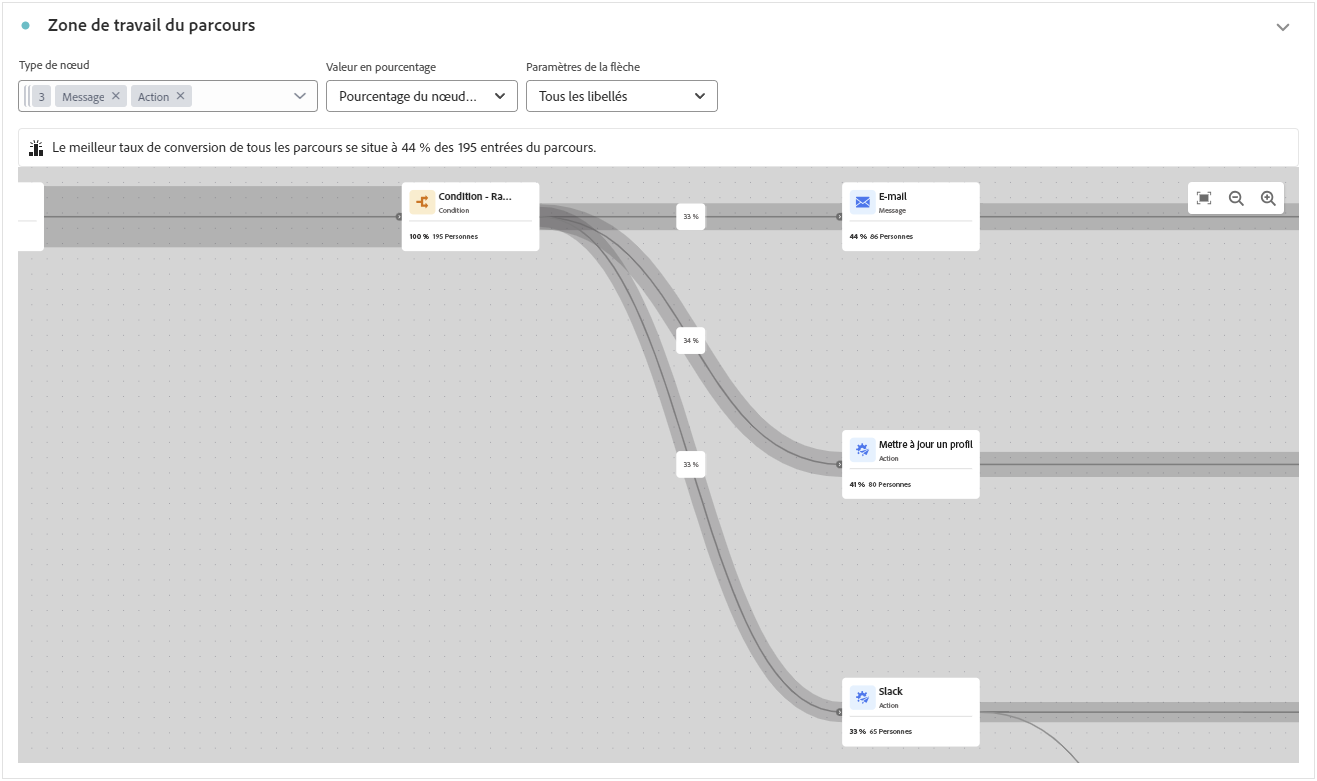 Zone de travail du parcours
Type de nœud
Valeur en pourcentage
Paramètres de la flèche
3 Message Action
Pourcentage du nœud...
Tous les libellés
Le meilleur taux de conversion de tous les parcours se situe à 44 % des 195 entrées du parcours.
Condition - Ra...
Condition
100 % 195 Personnes
33 %
E-mail
Message
44 % 86 Personnes
34 %
Mettre à jour un profil
Action
41 % 80 Personnes
33 %
Slack
Action
33 % 65 Personnes